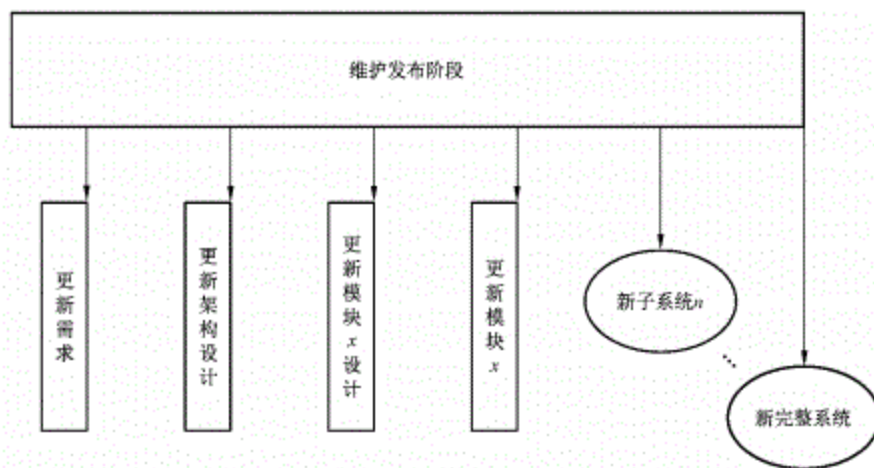 维护发布阶段
更新需求
更新架构设计
更新模块x设计
更新模块x
新子系统n
新完整系统